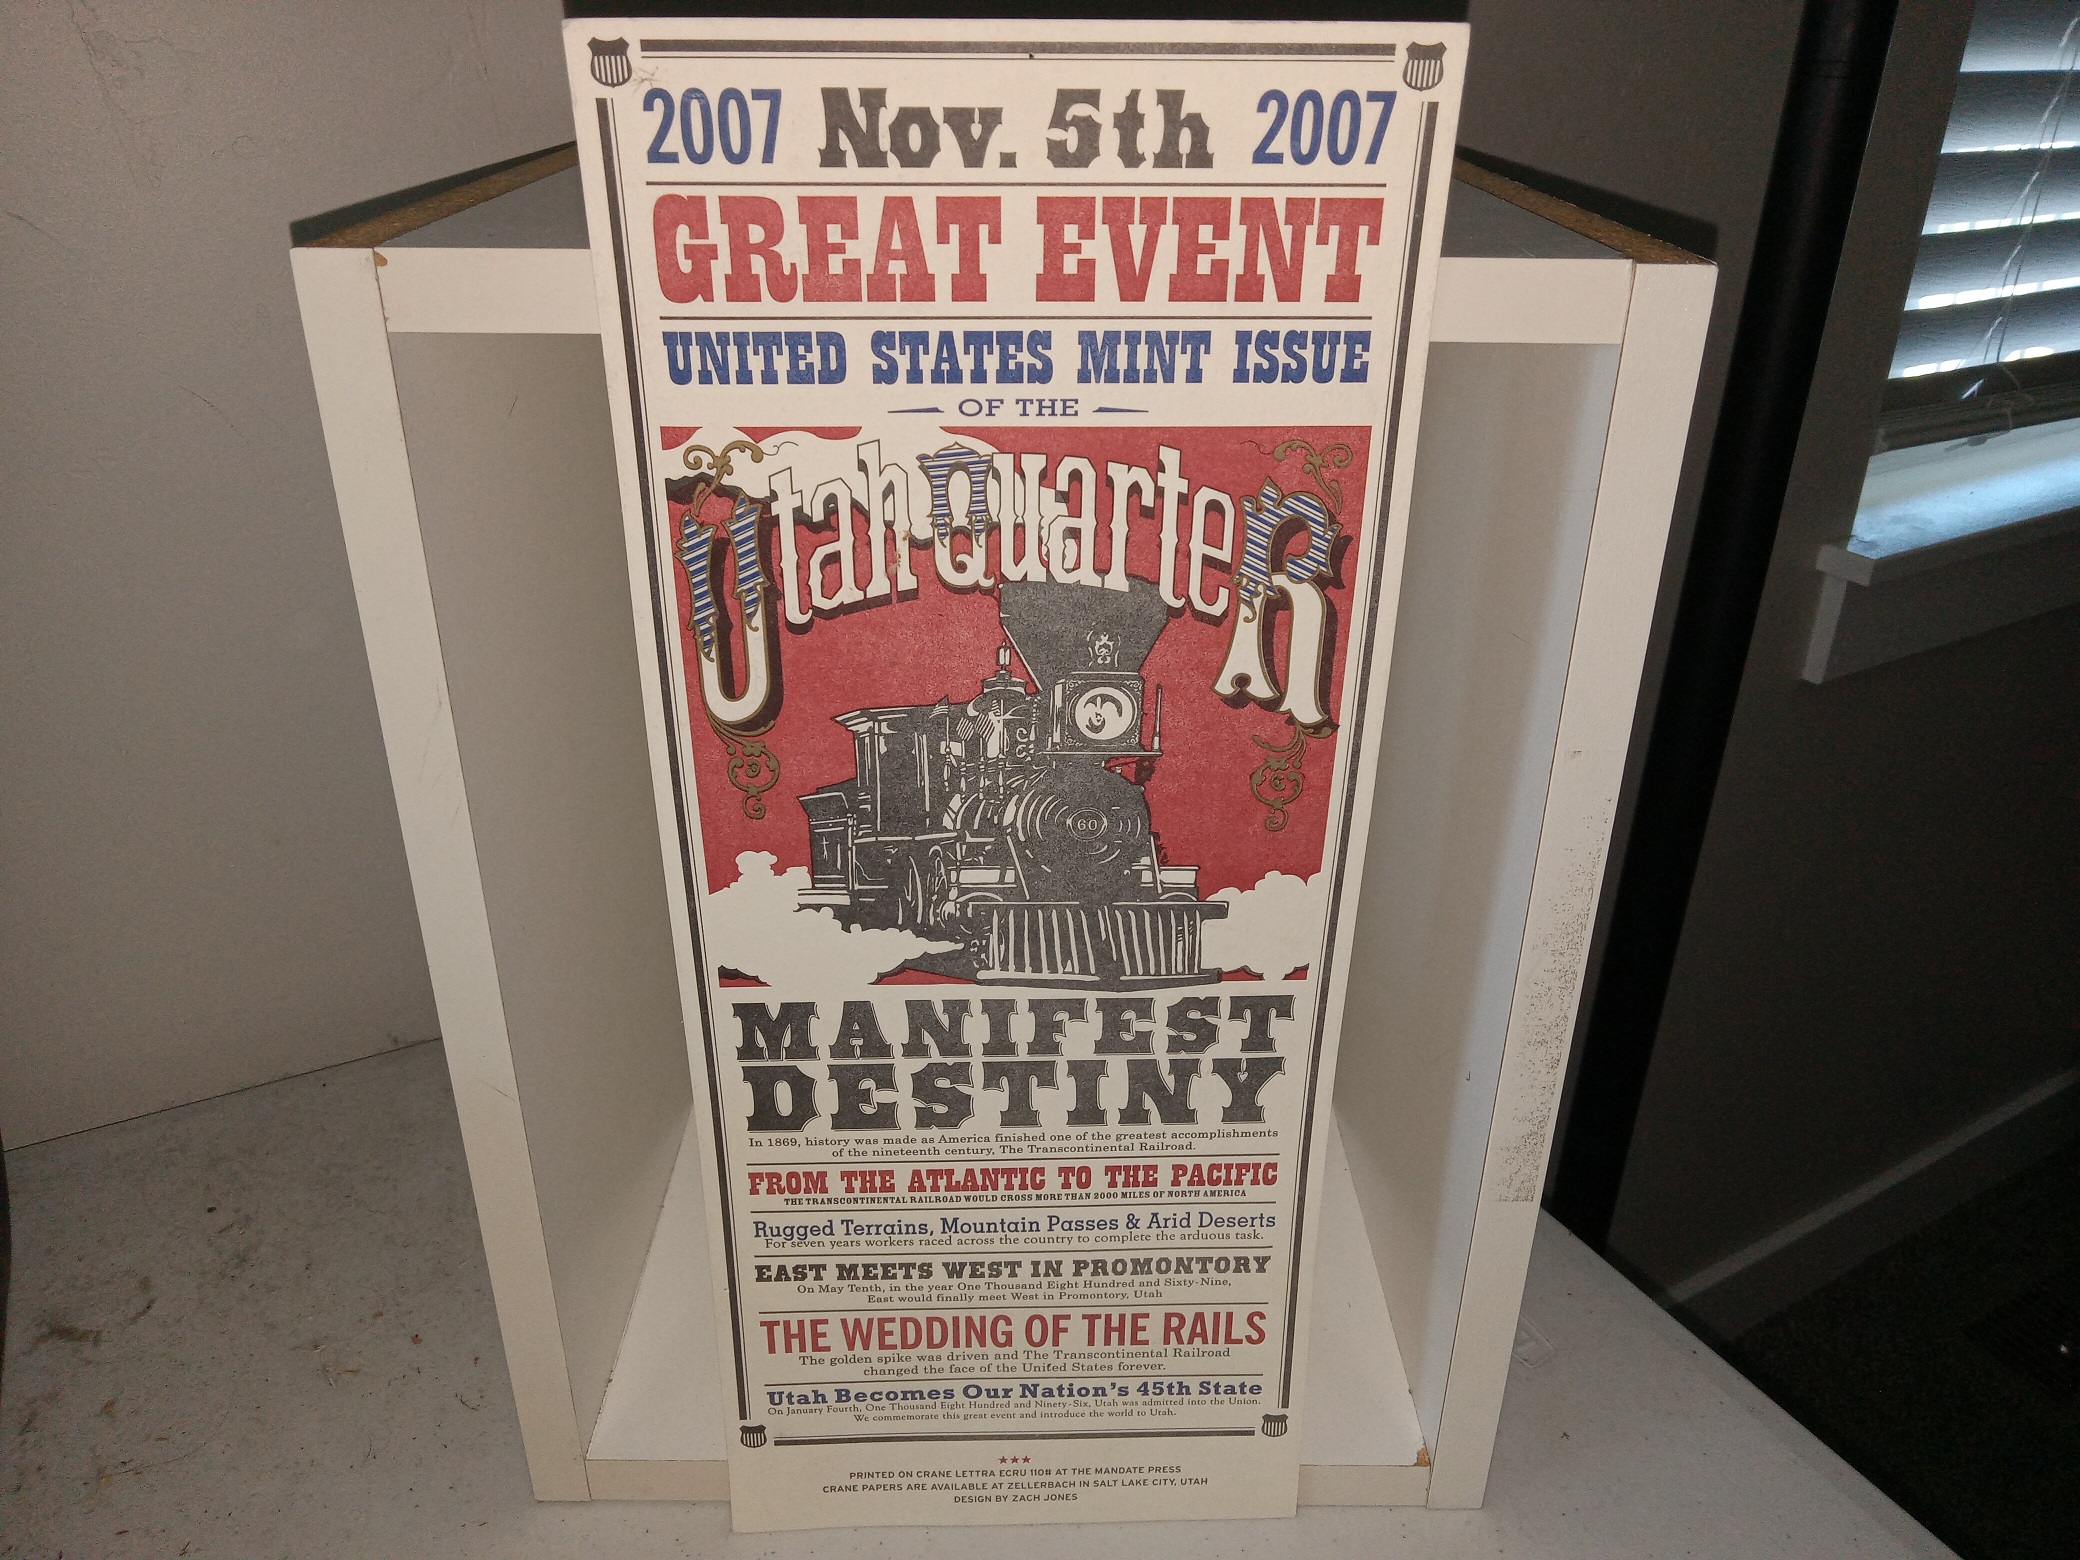 2007 Nov. 5th 2007
GREAT EVENT
UNITED STATES MINT ISSUE
OF THE
Utah QuarteR
60
MANIFEST
DESTINY
In 1869, history was made as America finished one of the greatest accomplishments
of the nineteenth century, The Transcontinental Railroad.
FROM THE ATLANTIC TO THE PACIFIC
THE TRANSCONTINENTAL RAILROAD WOULD CROSS MORE THAN 2000 MILES OF NORTH AMERICA
Rugged Terrains, Mountain Passes & Arid Deserts
For seven years workers raced across the country to complete the arduous task.
EAST MEETS WEST IN PROMONTORY
On May Tenth, in the year One Thousand Eight Hundred and Sixty-Nine,
East would finally meet West in Promontory, Utah
THE WEDDING OF THE RAILS
The golden spike was driven and The Transcontinental Railroad
changed the face of the United States forever.
Utah Becomes Our Nation's 45th State
On January Fourth, One Thousand Eight Hundred and Ninety-Six, Utah was admitted into the Union.
We commemorate this great event and introduce the world to Utah.
PRINTED ON CRANE LETTRA ECRU 110# AT THE MANDATE PRESS
CRANE PAPERS ARE AVAILABLE AT ZELLERBACH IN SALT LAKE CITY, UTAH
DESIGN BY ZACH JONES